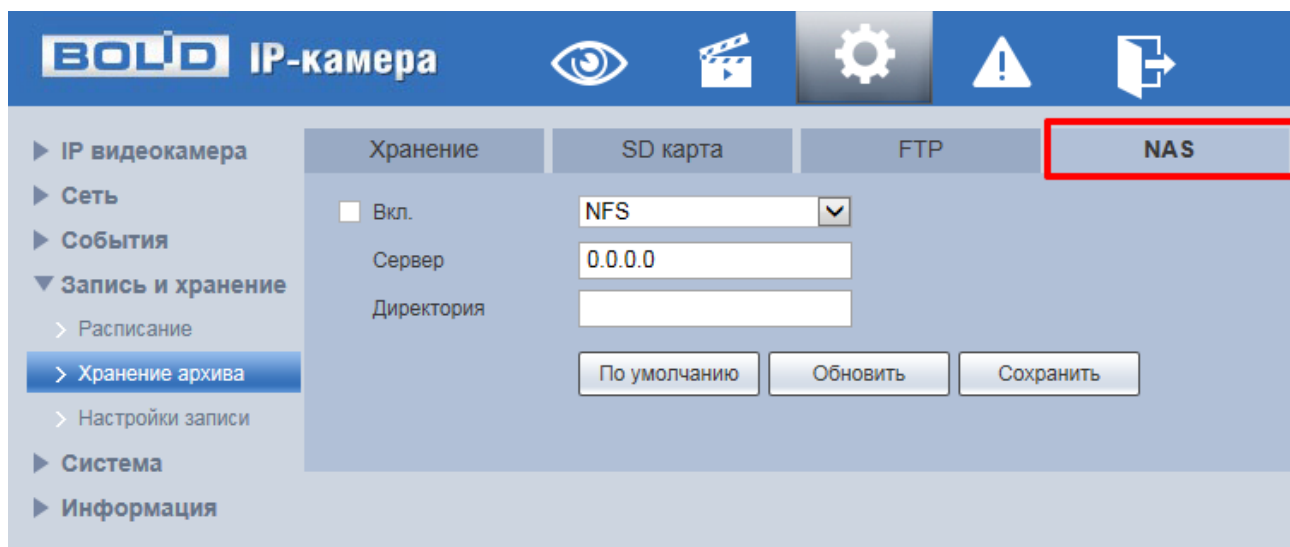 BOLID IP-камера
IP видеокамера
Сеть
События
Запись и хранение
Расписание
Хранение архива
Настройки записи
Система
Информация
Хранение SD карта FTP NAS
Вкл. NFS
Сервер 0.0.0.0
Директория
По умолчанию Обновить Сохранить